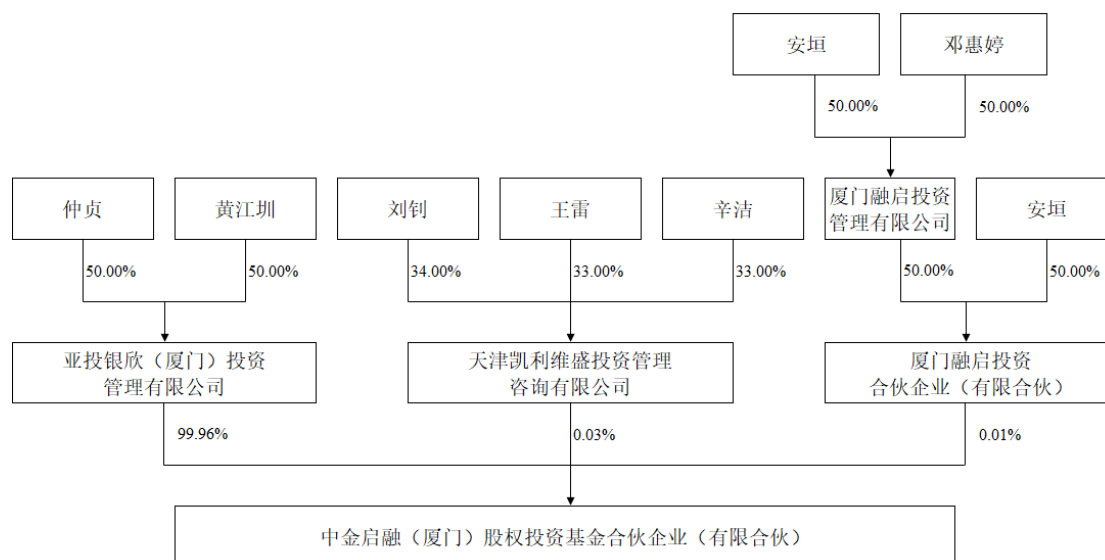 安垣
邓惠婷
50.00%
50.00%
仲贞
黄江圳
刘钊
王雷
辛洁
厦门融启投资
管理有限公司
安垣
50.00%
50.00%
34.00%
33.00%
33.00%
50.00%
50.00%
亚投银欣（厦门）投资
管理有限公司
天津凯利维盛投资管理
咨询有限公司
厦门融启投资
合伙企业（有限合伙）
99.96%
0.03%
0.01%
中金启融（厦门）股权投资基金合伙企业（有限合伙）